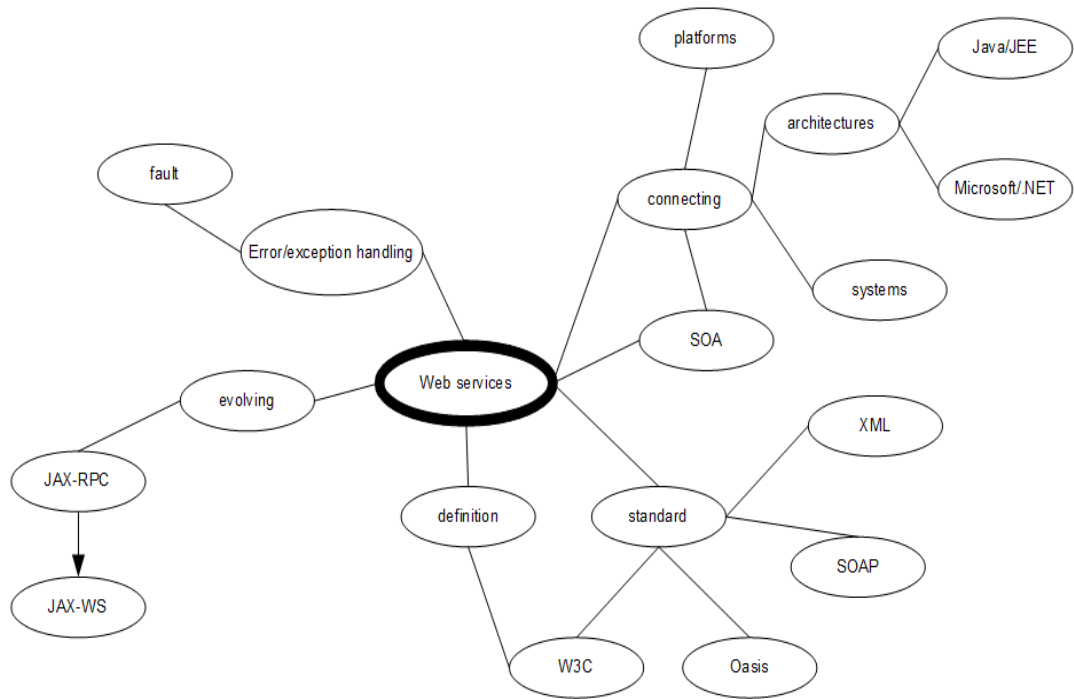 platforms
Java/JEE
architectures
fault
connecting
Microsoft/.NET
Error/exception handling
systems
SOA
Web services
evolving
XML
JAX-RPC
definition
standard
SOAP
JAX-WS
W3C
Oasis